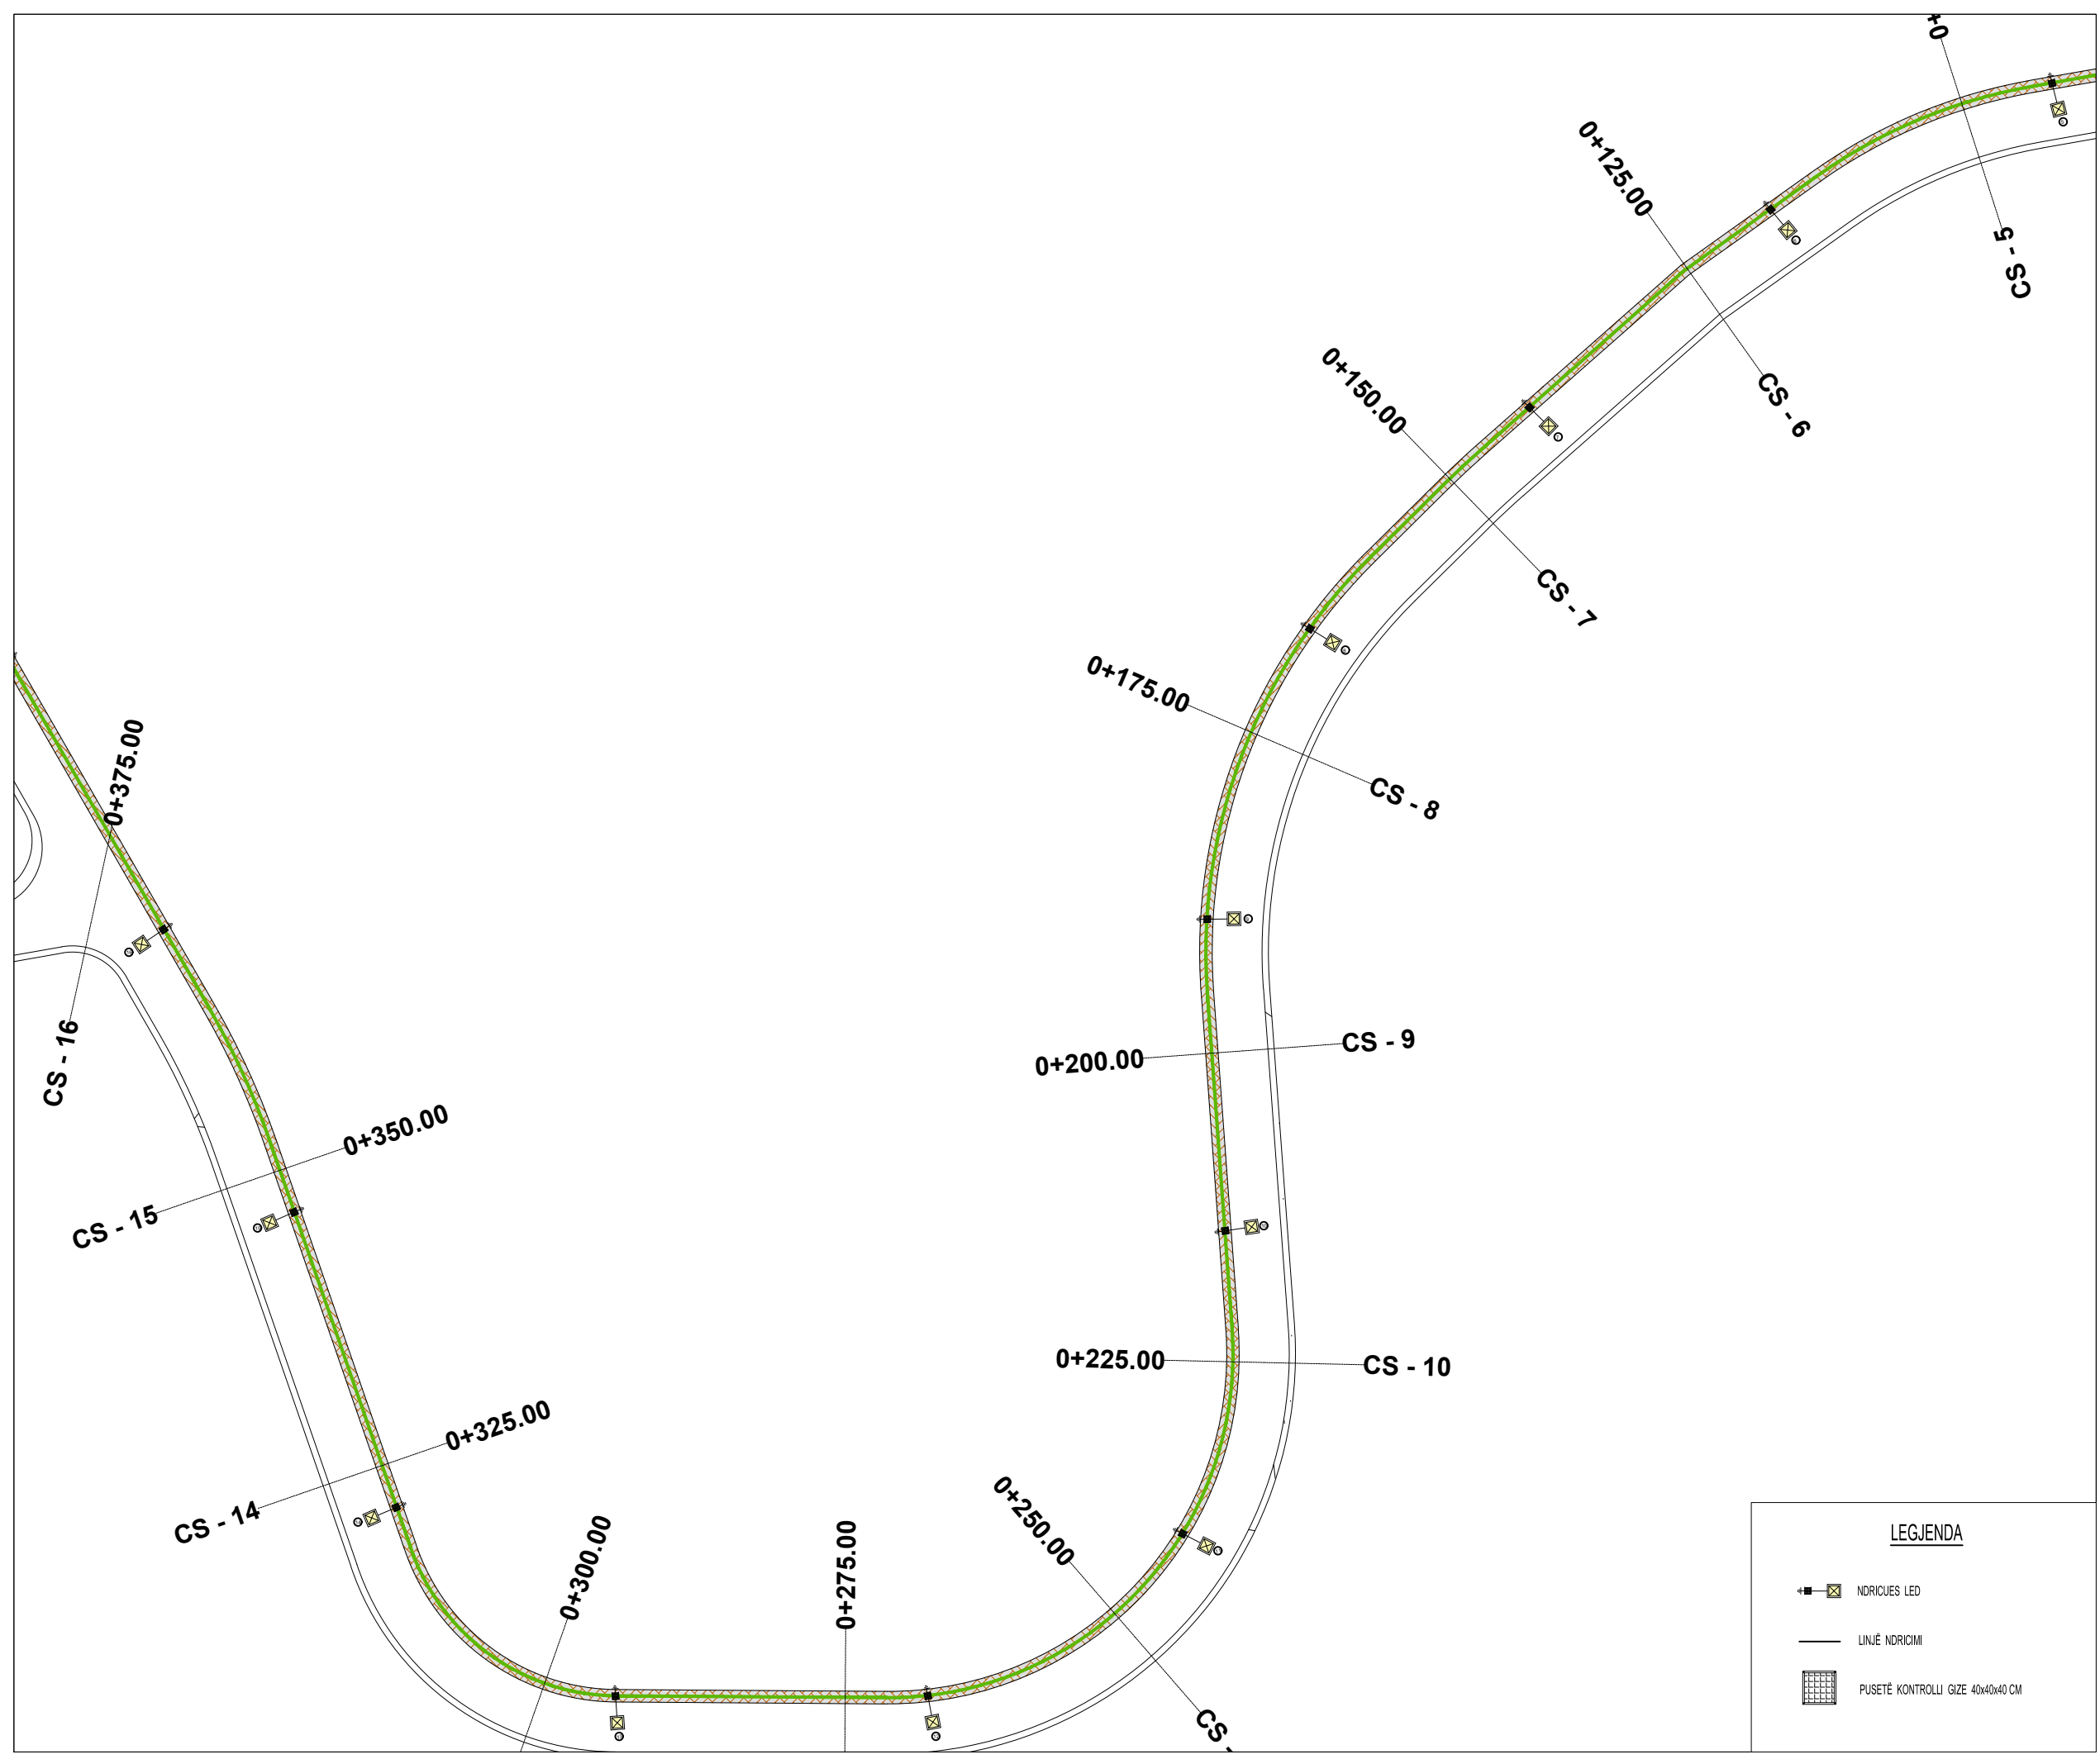 +0
CS - 5
0+125.00
CS - 6
0+150.00
CS - 7
0+175.00
CS - 8
0+375.00
CS - 16
0+200.00
CS - 9
0+350.00
CS - 15
0+225.00
CS - 10
0+325.00
CS - 14
0+250.00
CS -
0+300.00
0+275.00
LEGJENDA
NDRICUES LED
LINJË NDRICIMI
PUSETË KONTROLLI GIZE 40x40x40 CM